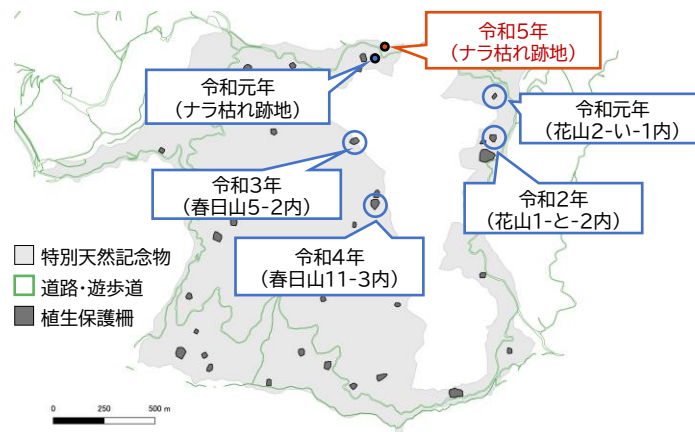 令和5年
(ナラ枯れ跡地)
令和元年
(ナラ枯れ跡地)
令和元年
(花山2-い-1内)
令和3年
(春日山5-2内)
令和2年
(花山1-と-2内)
令和4年
(春日山11-3内)
特別天然記念物
道路・遊歩道
植生保護柵
0 250 500 m